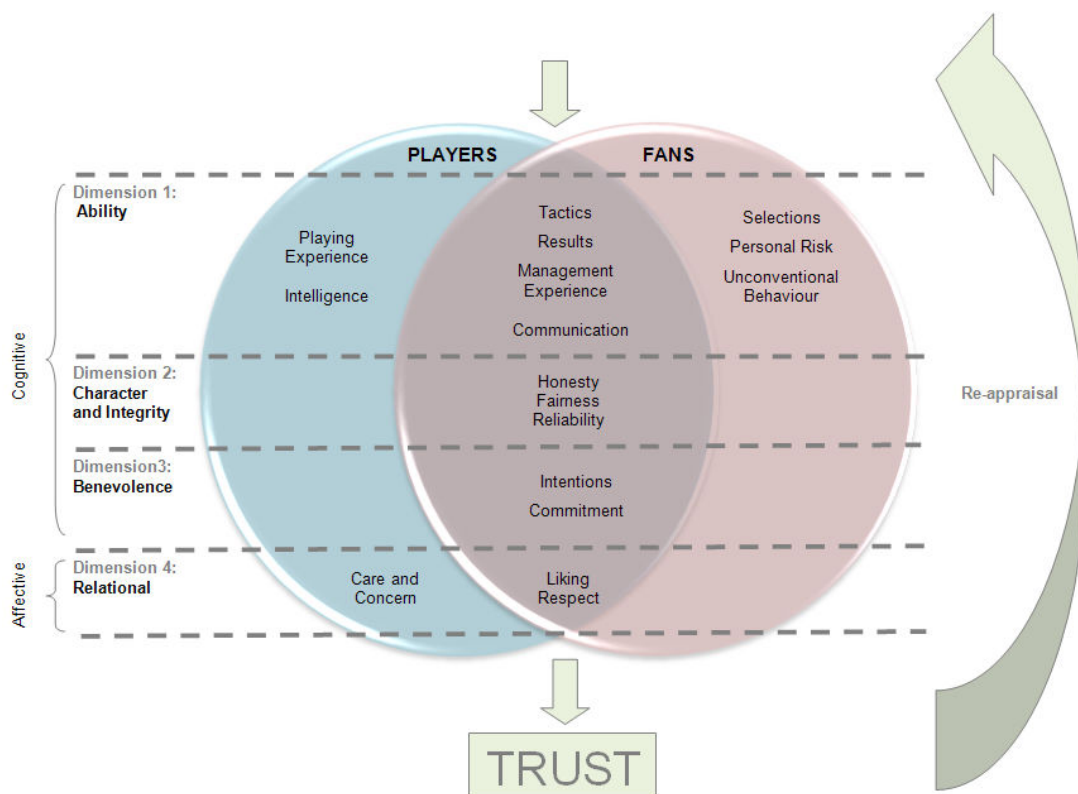 PLAYERS
FANS
Dimension 1:
Ability
Playing
Experience
Intelligence
Tactics
Results
Management
Experience
Communication
Selections
Personal Risk
Unconventional
Behaviour
Cognitive
Dimension 2:
Character
and Integrity
Honesty
Fairness
Reliability
Re-appraisal
Dimension3:
Benevolence
Intentions
Commitment
Affective
Dimension 4:
Relational
Care and
Concern
Liking
Respect
TRUST